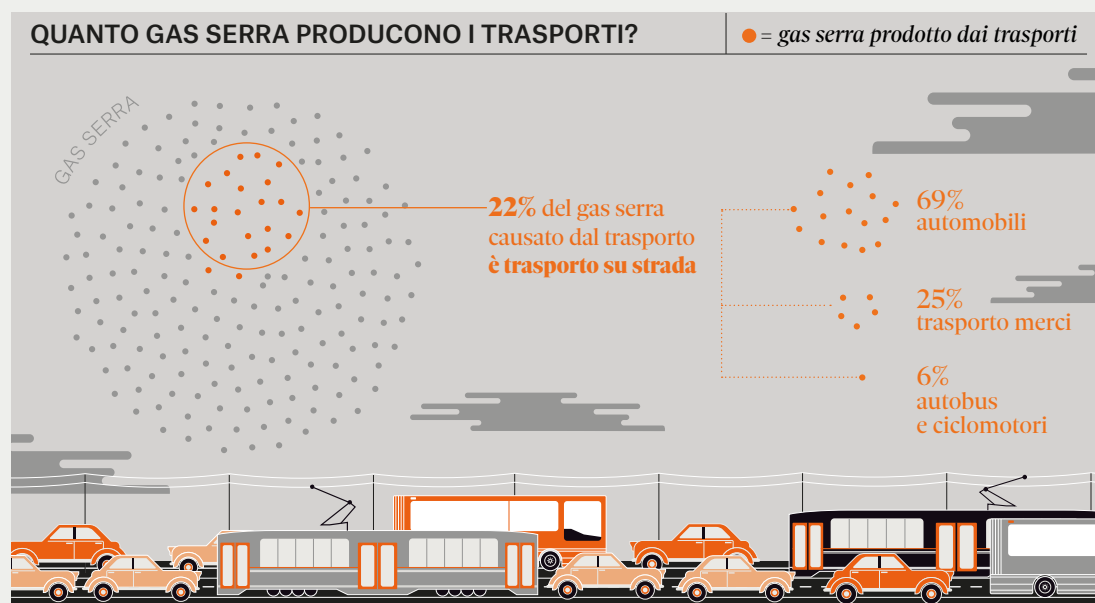 QUANTO GAS SERRA PRODUCONO I TRASPORTI?
= gas serra prodotto dai trasporti
GAS SERRA
22% del gas serra
causato dal trasporto
è trasporto su strada
69%
automobili
25%
trasporto merci
6%
autobus
e ciclomotori